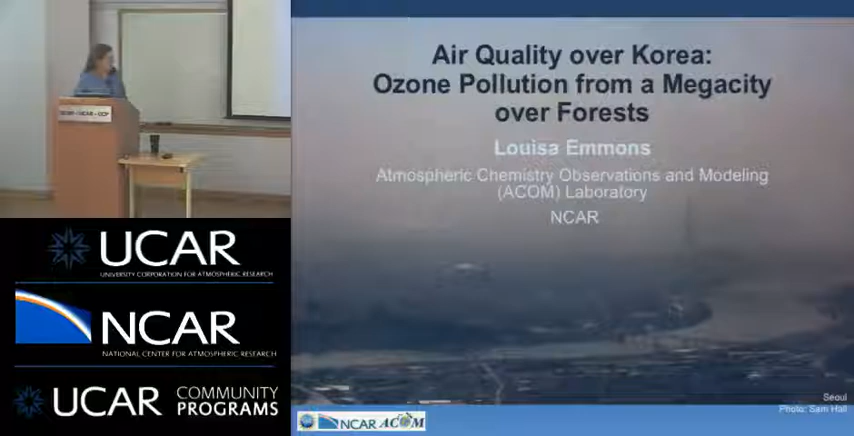 Air Quality over Korea:
Ozone Pollution from a Megacity
over Forests
Louisa Emmons
Atmospheric Chemistry Observations and Modeling
(ACOM) Laboratory
NCAR
UCAR
UNIVERSITY CORPORATION FOR ATMOSPHERIC RESEARCH
NCAR
NATIONAL CENTER FOR ATMOSPHERIC RESEARCH
UCAR COMMUNITY
PROGRAMS
Seoul
Photo: Sam Hall
NCAR ACOM